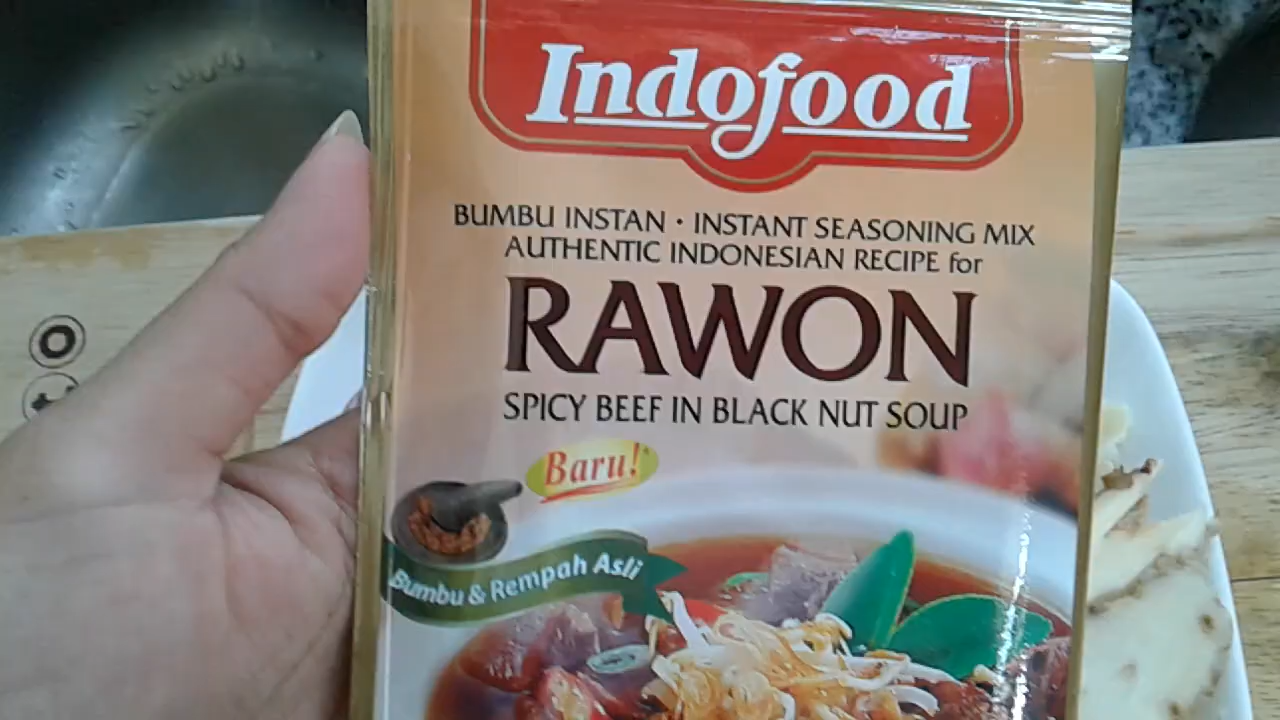 Indofood
BUMBU INSTAN • INSTANT SEASONING MIX
AUTHENTIC INDONESIAN RECIPE for
RAWON
SPICY BEEF IN BLACK NUT SOUP
Baru!
Bumbu & Rempah Asli